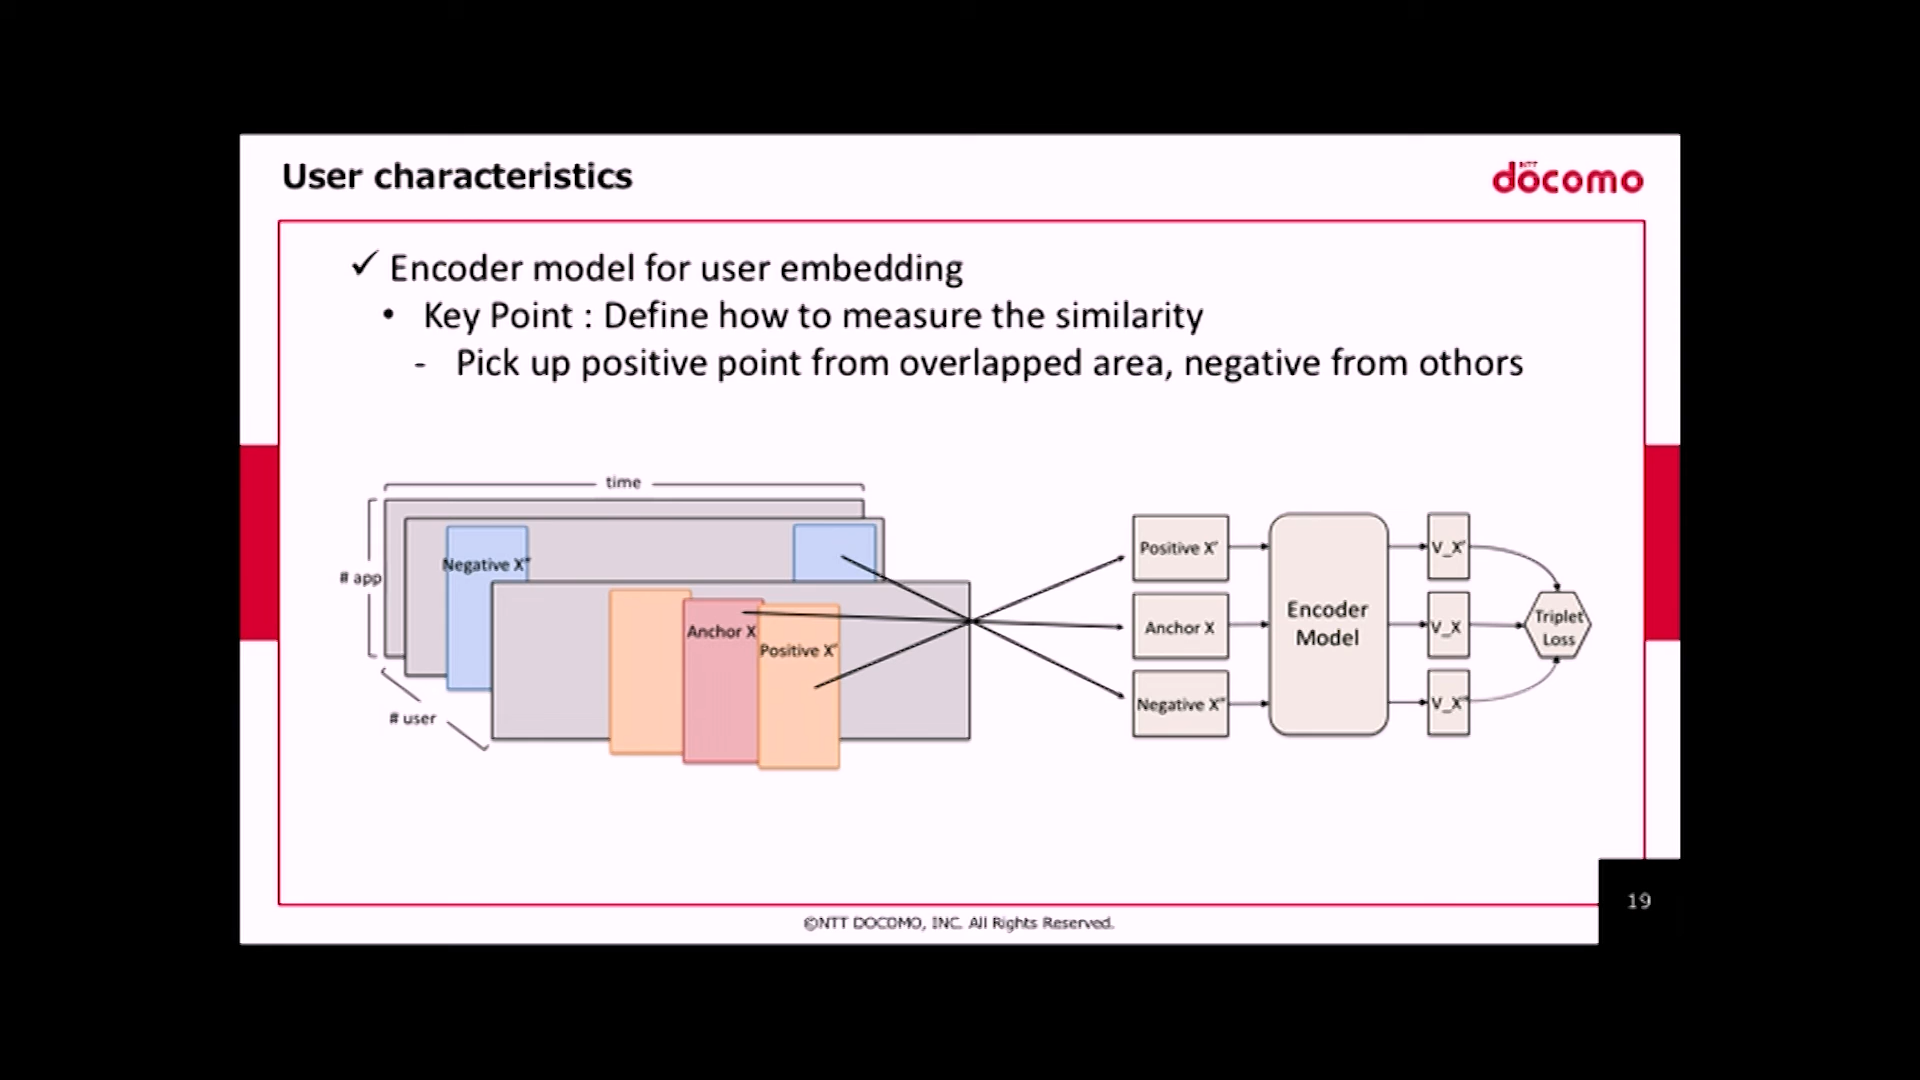 User characteristics
NTT
döcomo
✓ Encoder model for user embedding
• Key Point : Define how to measure the similarity
- Pick up positive point from overlapped area, negative from othors
time
# app
# user
Negative X"
Anchor X
Positive X'
Positive X'
Anchor X
Negative X"
Encoder
Model
V_X'
V_X
V_X"
Triplet
Loss
©NTT DOCOMO, INC. All Rights Reserved.
19